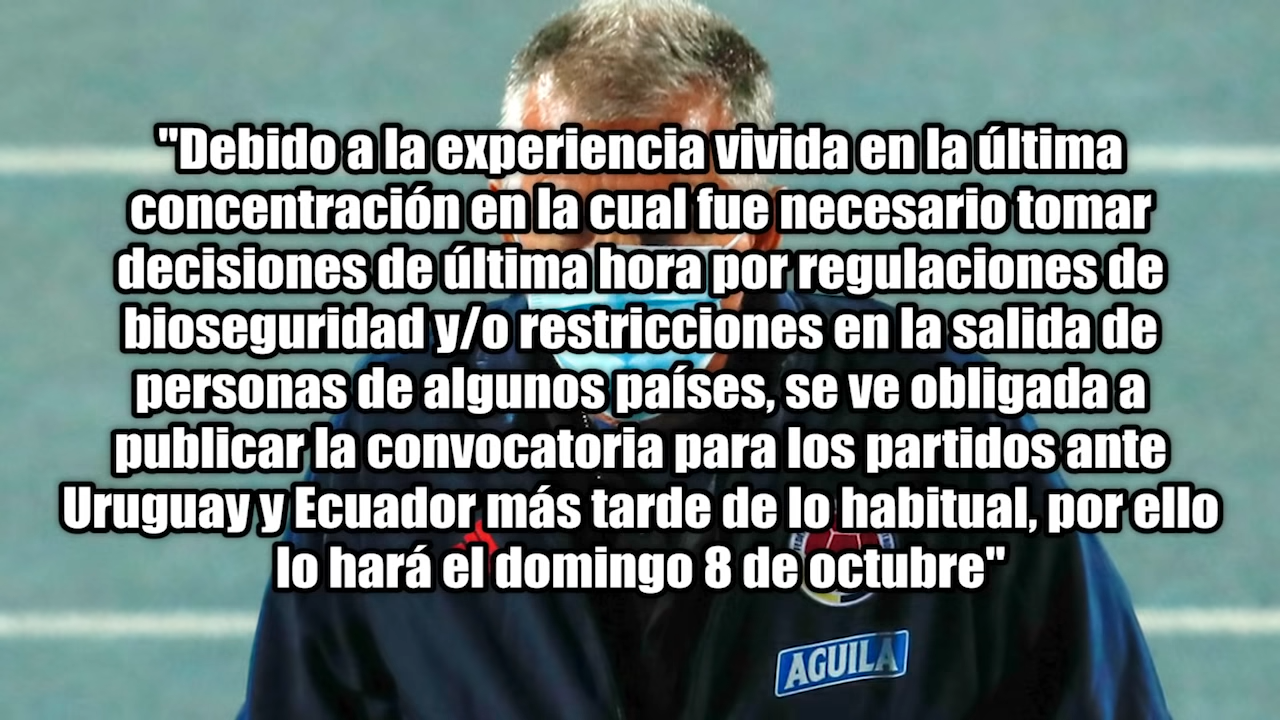 "Debido a la experiencia vivida en la última
concentración en la cual fue necesario tomar
decisiones de última hora por regulaciones de
bioseguridad y/o restricciones en la salida de
personas de algunos países, se ve obligada a
publicar la convocatoria para los partidos ante
Uruguay y Ecuador más tarde de lo habitual, por ello
lo hará el domingo 8 de octubre"
AGUILA